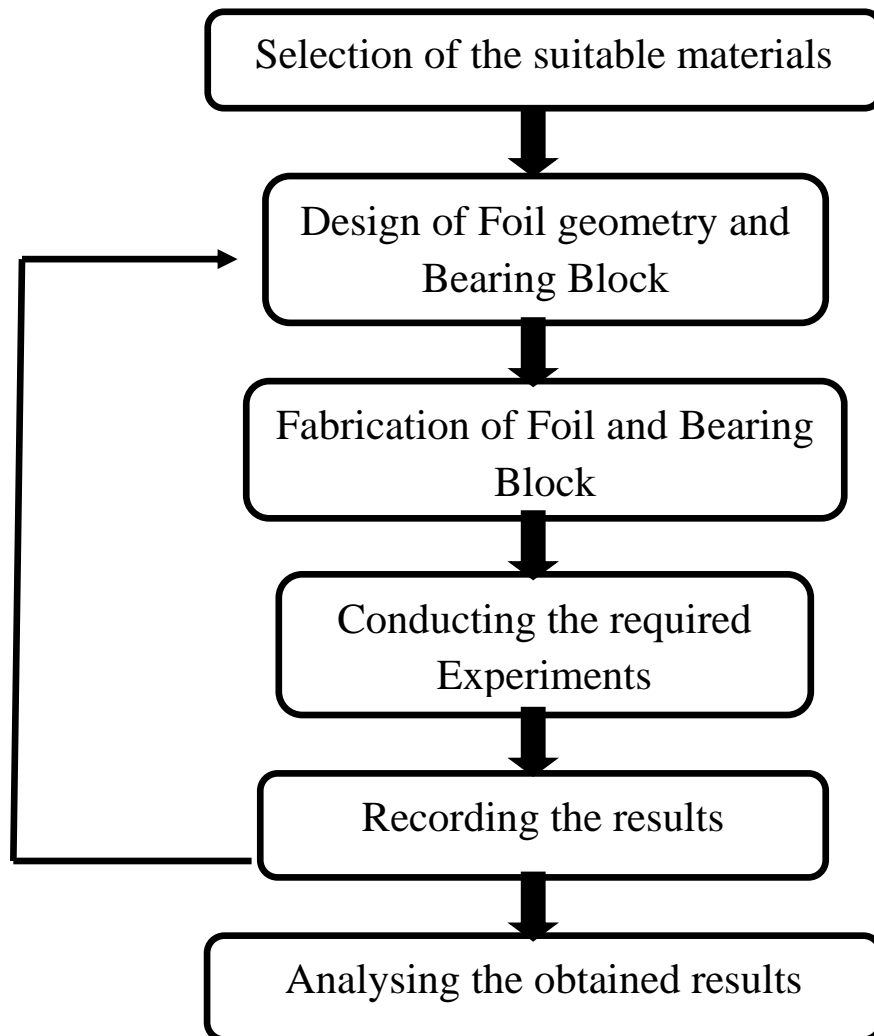 Selection of the suitable materials
Design of Foil geometry and
Bearing Block
Fabrication of Foil and Bearing
Block
Conducting the required
Experiments
Recording the results
Analysing the obtained results